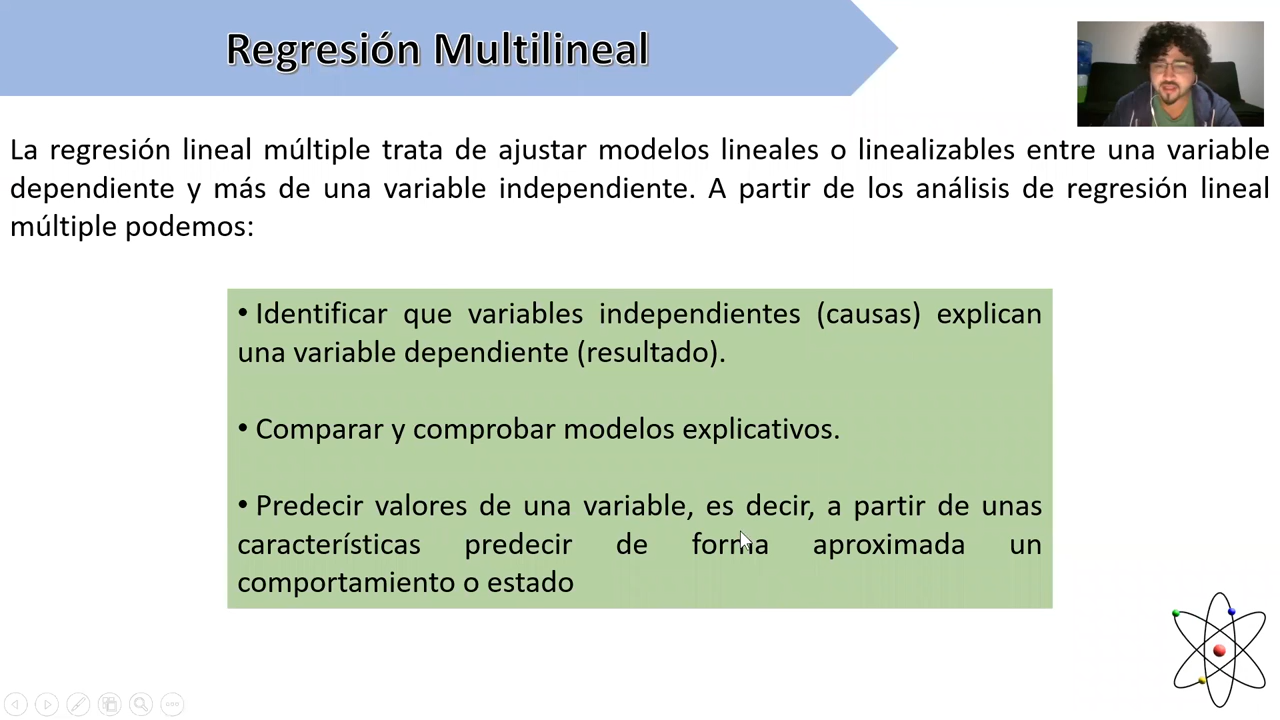 Regresión Multilineal
La regresión lineal múltiple trata de ajustar modelos lineales o linealizables entre una variable
dependiente y más de una variable independiente. A partir de los análisis de regresión lineal
múltiple podemos:
• Identificar que variables independientes (causas) explican
una variable dependiente (resultado).
• Comparar y comprobar modelos explicativos.
• Predecir valores de una variable, es decir, a partir de unas
características predecir de forma aproximada un
comportamiento o estado